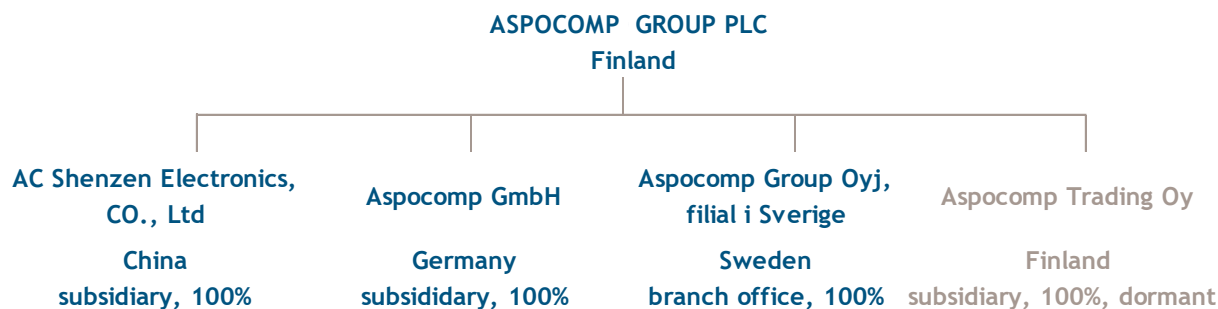 ASPOCOMP GROUP PLC
Finland
AC Shenzen Electronics,
CO., Ltd
China
subsidiary, 100%
Aspocomp GmbH
Germany
subsididary, 100%
Aspocomp Group Oyj,
filial i Sverige
Sweden
branch office, 100%
Aspocomp Trading Oy
Finland
subsidiary, 100%, dormant